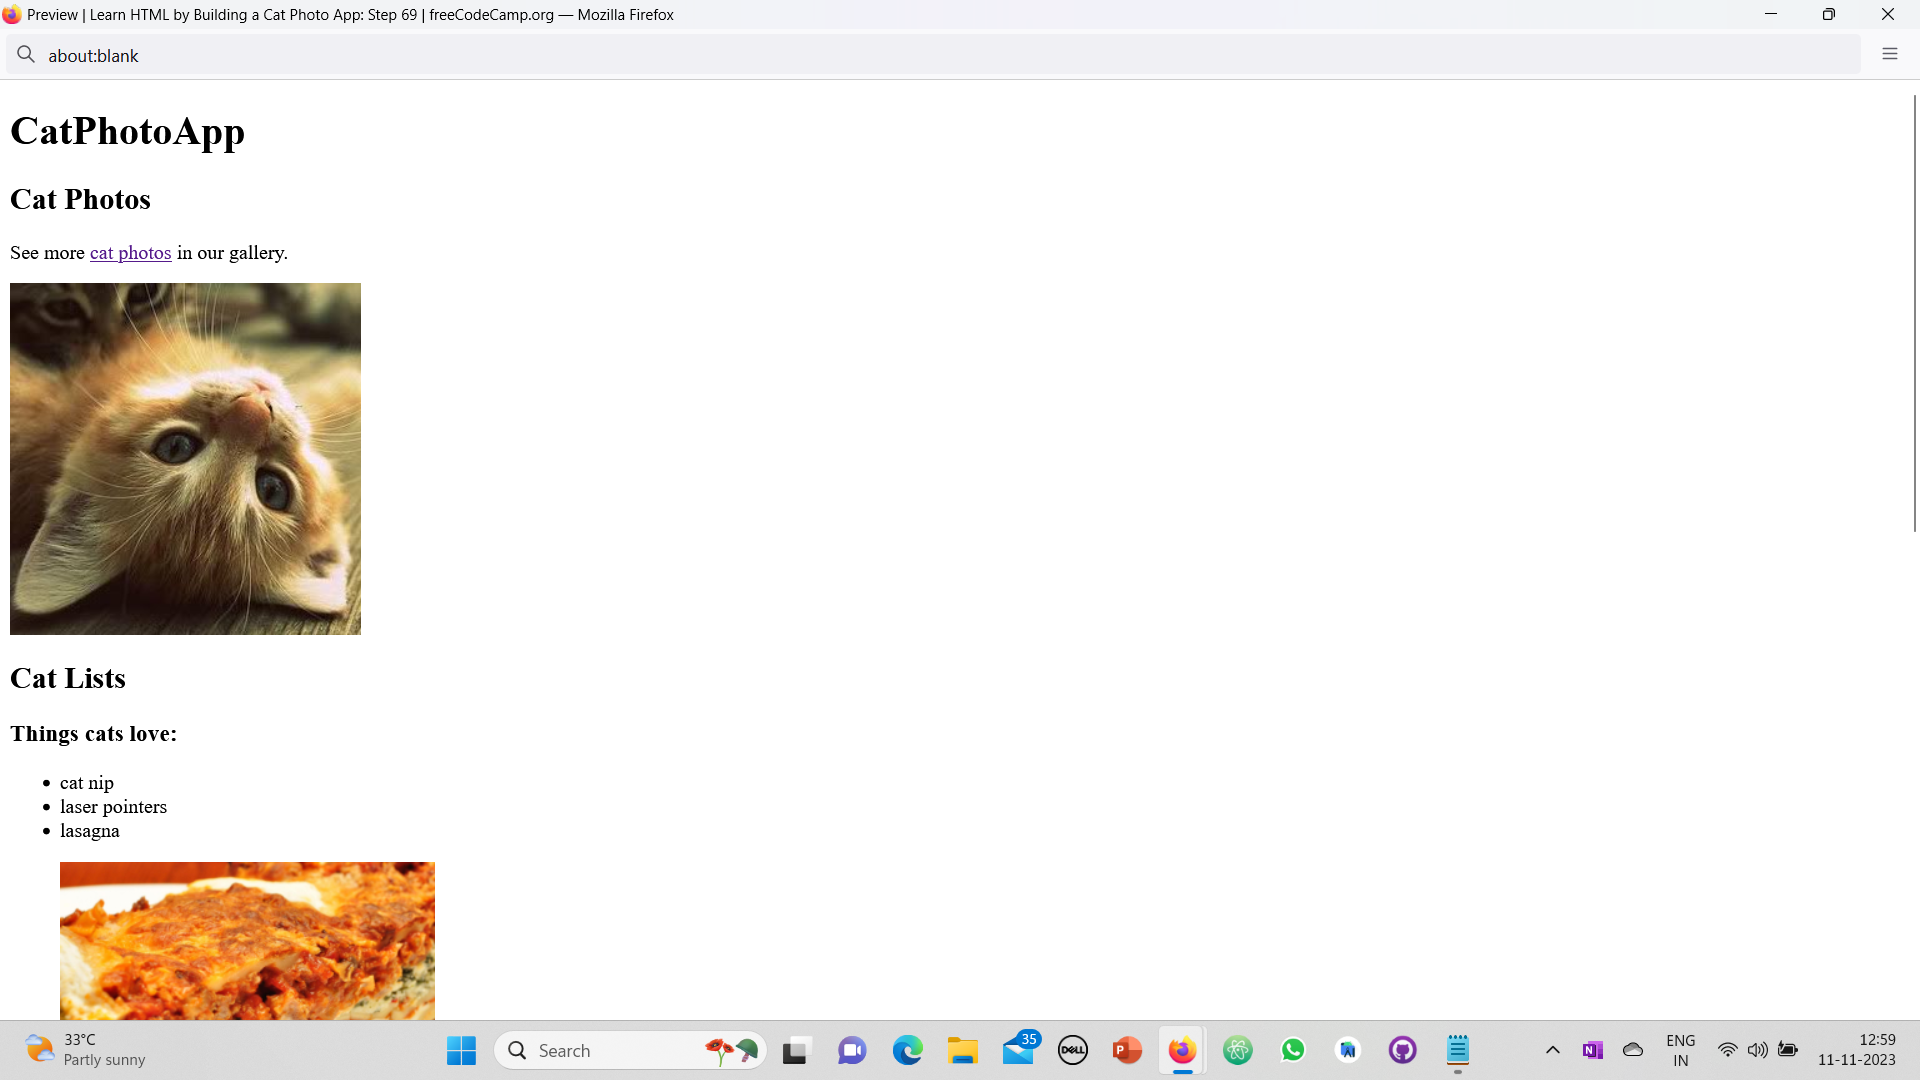 Preview | Learn HTML by Building a Cat Photo App: Step 69 | freeCodeCamp.org — Mozilla Firefox
about:blank
CatPhotoApp
Cat Photos
See more cat photos in our gallery.
Cat Lists
Things cats love:
cat nip
laser pointers
lasagna
33°C
Partly sunny
Search
35
DELL
P
N
ENG
IN
12:59
11-11-2023